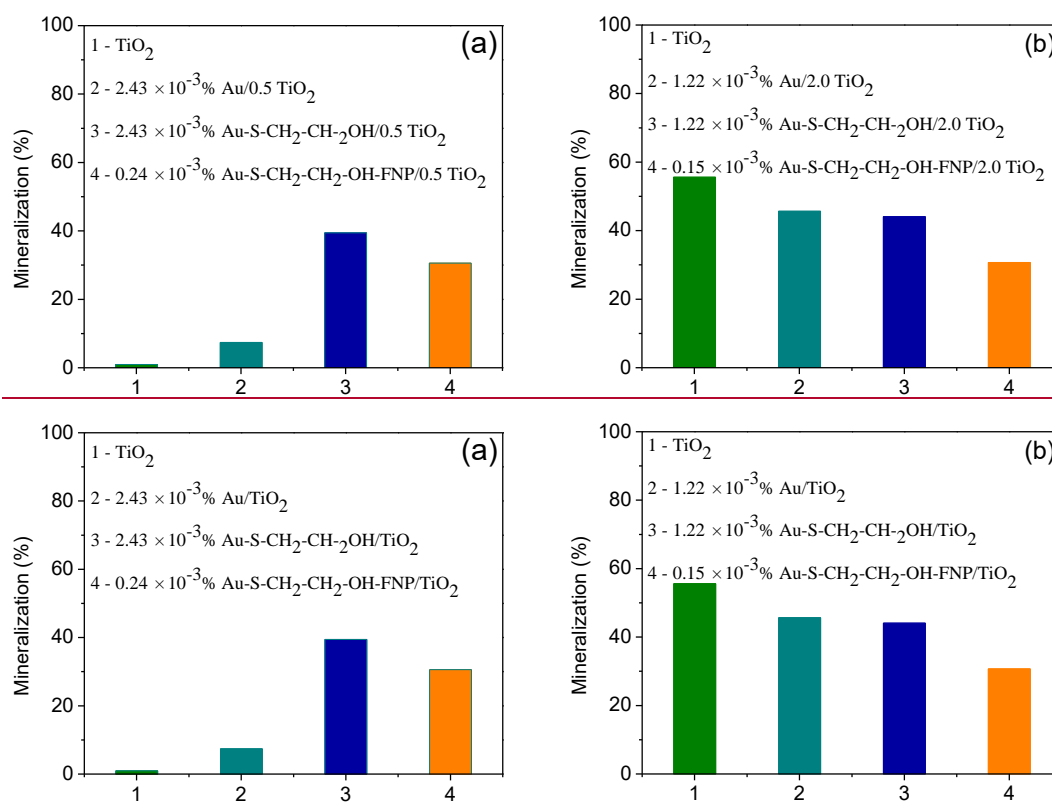 100
80
60
40
20
0
Mineralization (%)
(a)
1 - TiO2
2 - 2.43 ×10-3% Au/0.5 TiO2
3 - 2.43 ×10-3% Au-S-CH2-CH-2OH/0.5 TiO2
4 - 0.24 ×10-3% Au-S-CH2-CH2-OH-FNP/0.5 TiO2
1 2 3 4
100
80
60
40
20
0
Mineralization (%)
(b)
1 - TiO2
2 - 1.22 ×10-3% Au/2.0 TiO2
3 - 1.22 ×10-3% Au-S-CH2-CH-2OH/2.0 TiO2
4 - 0.15 ×10-3% Au-S-CH2-CH2-OH-FNP/2.0 TiO2
1 2 3 4
100
80
60
40
20
0
Mineralization (%)
(a)
1 - TiO2
2 - 2.43 ×10-3% Au/TiO2
3 - 2.43 ×10-3% Au-S-CH2-CH-2OH/TiO2
4 - 0.24 ×10-3% Au-S-CH2-CH2-OH-FNP/TiO2
1 2 3 4
100
80
60
40
20
0
Mineralization (%)
(b)
1 - TiO2
2 - 1.22 ×10-3% Au/TiO2
3 - 1.22 ×10-3% Au-S-CH2-CH-2OH/TiO2
4 - 0.15 ×10-3% Au-S-CH2-CH2-OH-FNP/TiO2
1 2 3 4